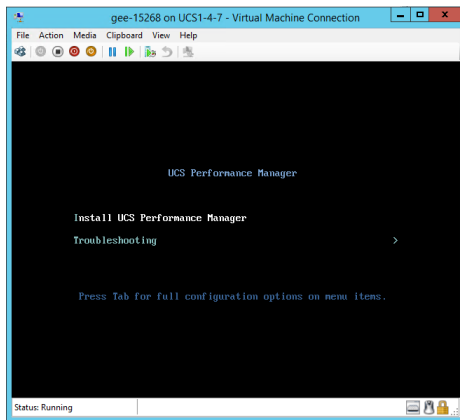 gee-15268 on UCS1-4-7 - Virtual Machine Connection
File Action Media Clipboard View Help
UCS Performance Manager
Install UCS Performance Manager
Troubleshooting >
Press Tab for full configuration options on menu items.
Status: Running